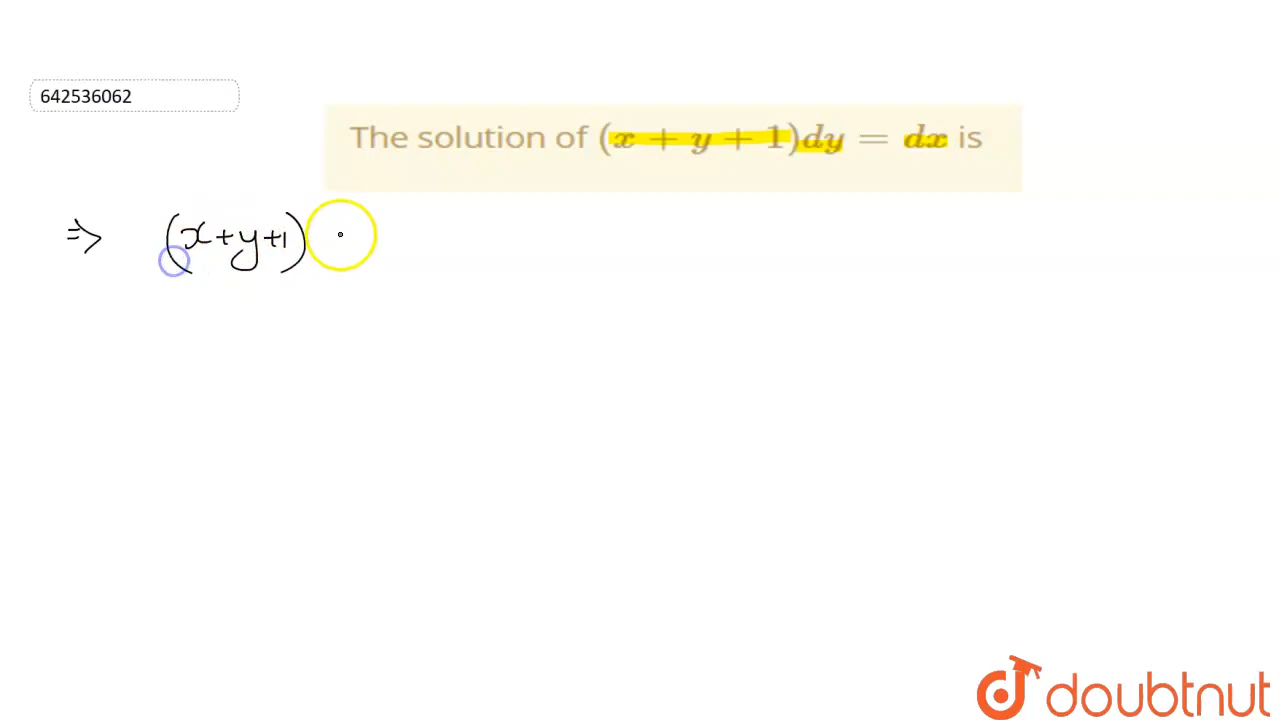 642536062
The solution of (x + y + 1)dy = dx is
⇒ (x+y+1)
doubtnut